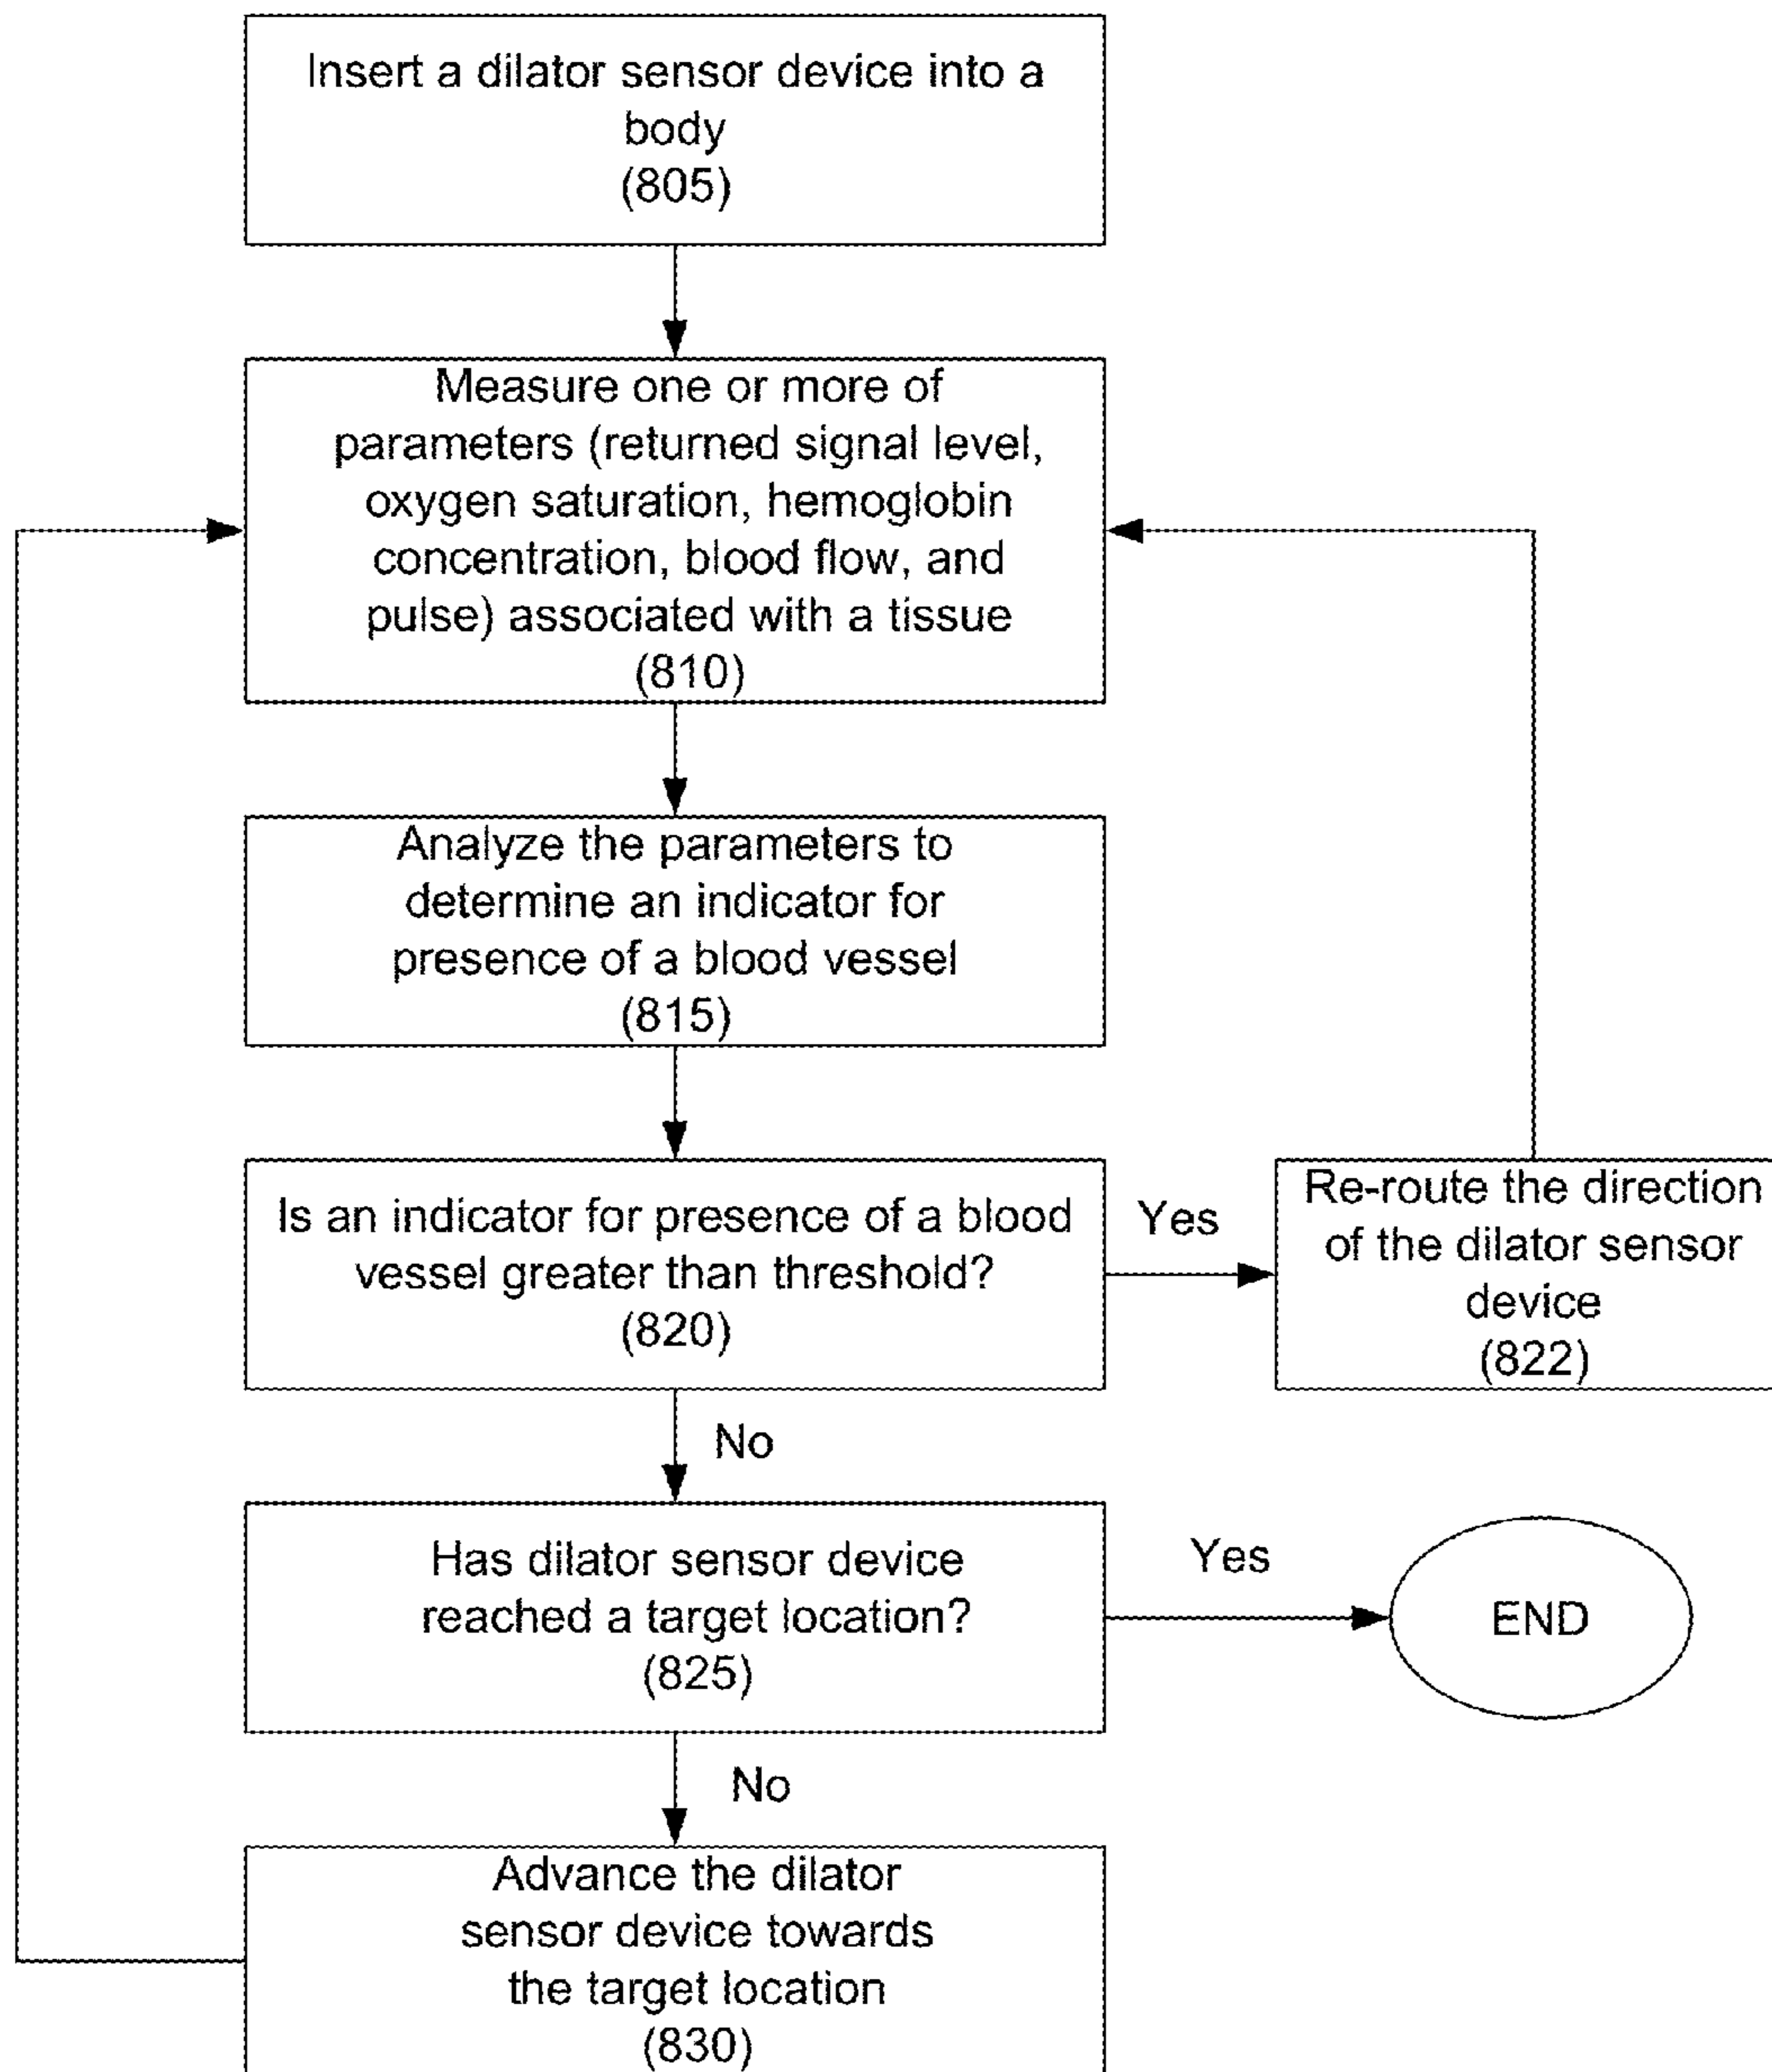 Insert a dilator sensor device into a
body
(805)
Measure one or more of
parameters (returned signal level,
oxygen saturation, hemoglobin
concentration, blood flow, and
pulse) associated with a tissue
(810)
Analyze the parameters to
determine an indicator for
presence of a blood vessel
(815)
Is an indicator for presence of a blood
vessel greater than threshold?
(820)
Yes
Re-route the direction
of the dilator sensor
device
(822)
No
Has dilator sensor device
reached a target location?
(825)
Yes
END
No
Advance the dilator
sensor device towards
the target location
(830)